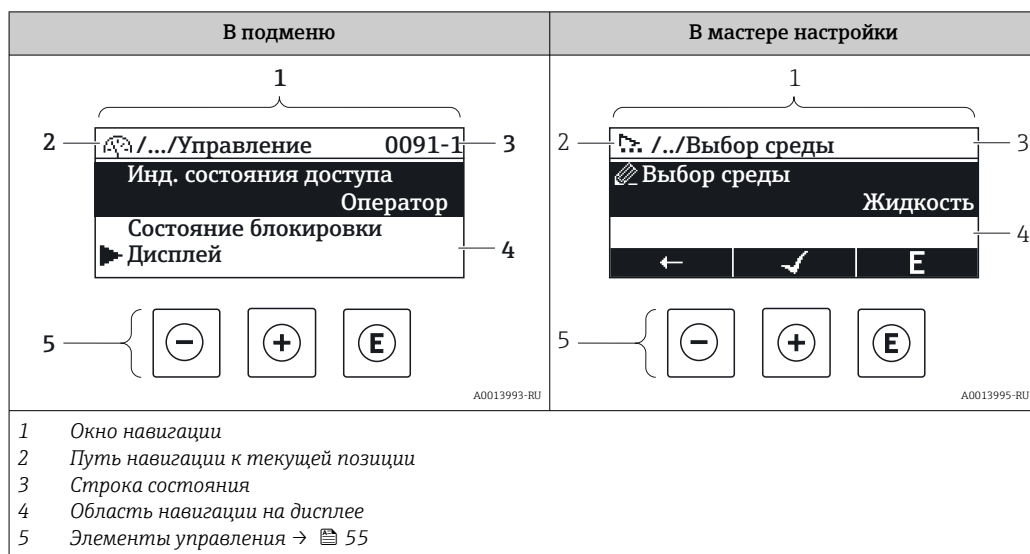 В подменю
В мастере настройки
1
2 /.../Управление 0091-1 3
Инд. состояния доступа
Оператор
Состояние блокировки
Дисплей
4
5 E
A0013993-RU
1
2 /../Выбор среды 3
Выбор среды
Жидкость
4
E
5 E
A0013995-RU
1 Окно навигации
2 Путь навигации к текущей позиции
3 Строка состояния
4 Область навигации на дисплее
5 Элементы управления → 55